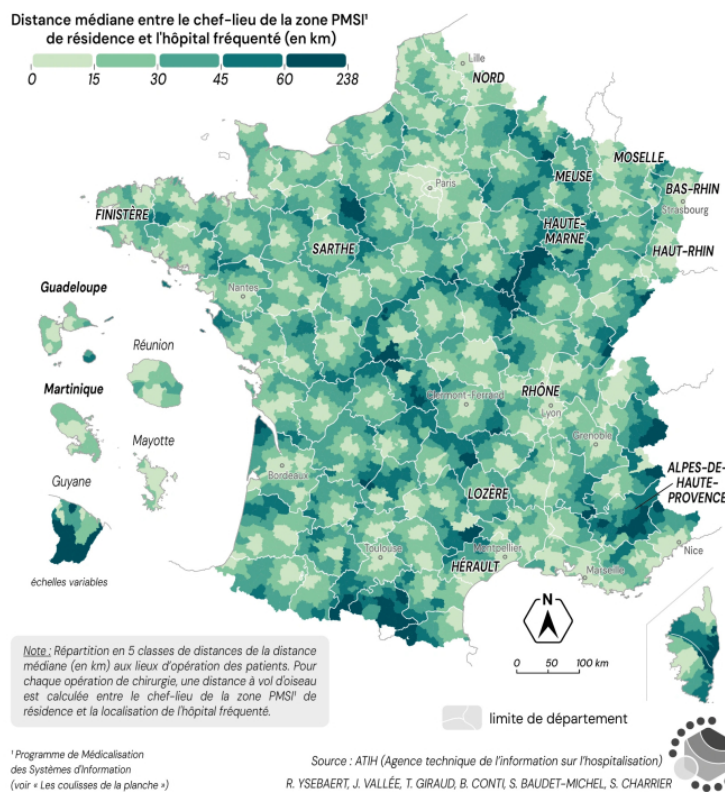 Distance médiane entre le chef-lieu de la zone PMSI¹
de résidence et l'hôpital fréquenté (en km)
0 15 30 45 60 238
Lille
NORD
MOSELLE
MEUSE
BAS-RHIN
Paris
Strasbourg
FINISTÈRE
HAUTE-
MARNE
SARTHE
HAUT-RHIN
Guadeloupe
Nantes
Réunion
Martinique
Clermont-Ferrand
RHÔNE
Lyon
Mayotte
Grenoble
Guyane
Bordeaux
ALPES-DE-
HAUTE-
PROVENCE
LOZÈRE
Toulouse
Montpellier
Nice
HÉRAULT
Marseille
échelles variables
N
0 50 100 km
Note : Répartition en 5 classes de distances de la distance
médiane (en km) aux lieux d'opération des patients. Pour
chaque opération de chirurgie, une distance à vol d'oiseau
est calculée entre le chef-lieu de la zone PMSI¹ de
résidence et la localisation de l'hôpital fréquenté.
limite de département
¹ Programme de Médicalisation
des Systèmes d'Information
(voir « Les coulisses de la planche »)
Source : ATIH (Agence technique de l'information sur l'hospitalisation)
R. YSEBAERT, J. VALLÉE, T. GIRAUD, B. CONTI, S. BAUDET-MICHEL, S. CHARRIER